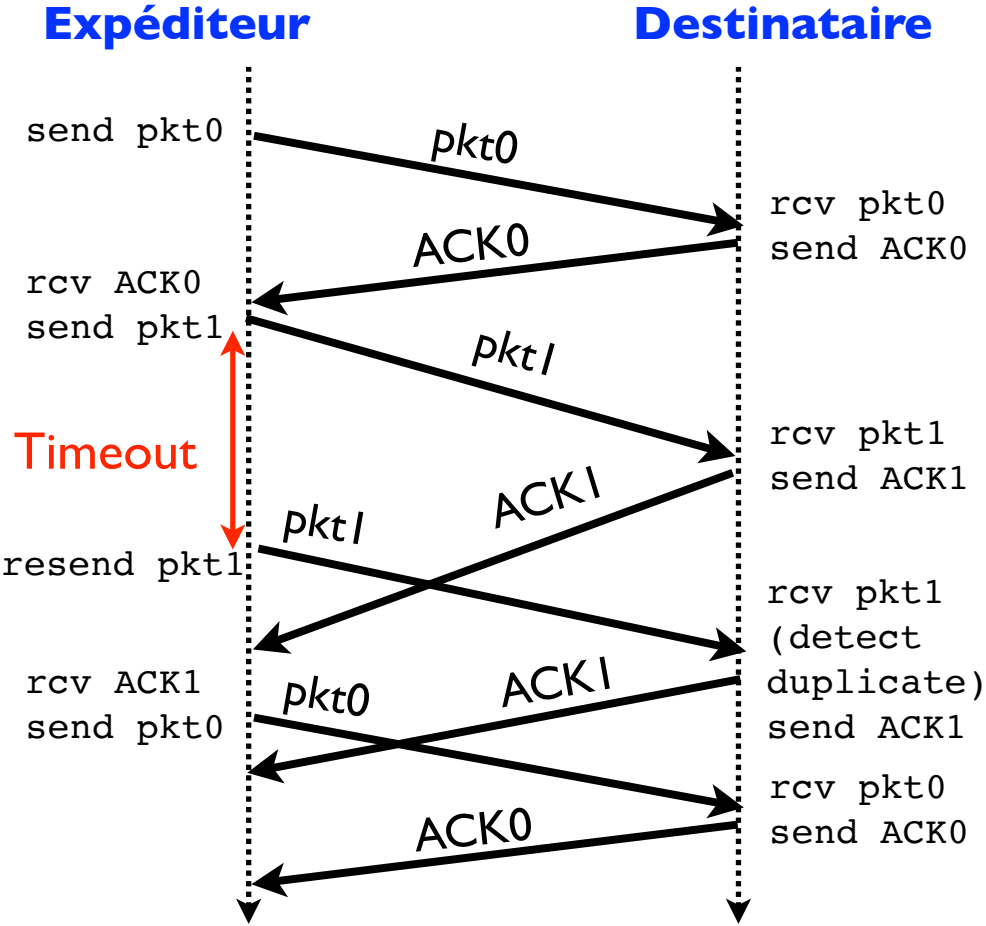 Expéditeur
Destinataire
send pkt0
pkt0
rcv pkt0
send ACK0
ACK0
rcv ACK0
send pkt1
pkt1
Timeout
rcv pkt1
send ACK1
ACK1
pkt1
resend pkt1
rcv pkt1
(detect
duplicate)
send ACK1
ACK1
rcv ACK1
send pkt0
pkt0
rcv pkt0
send ACK0
ACK0